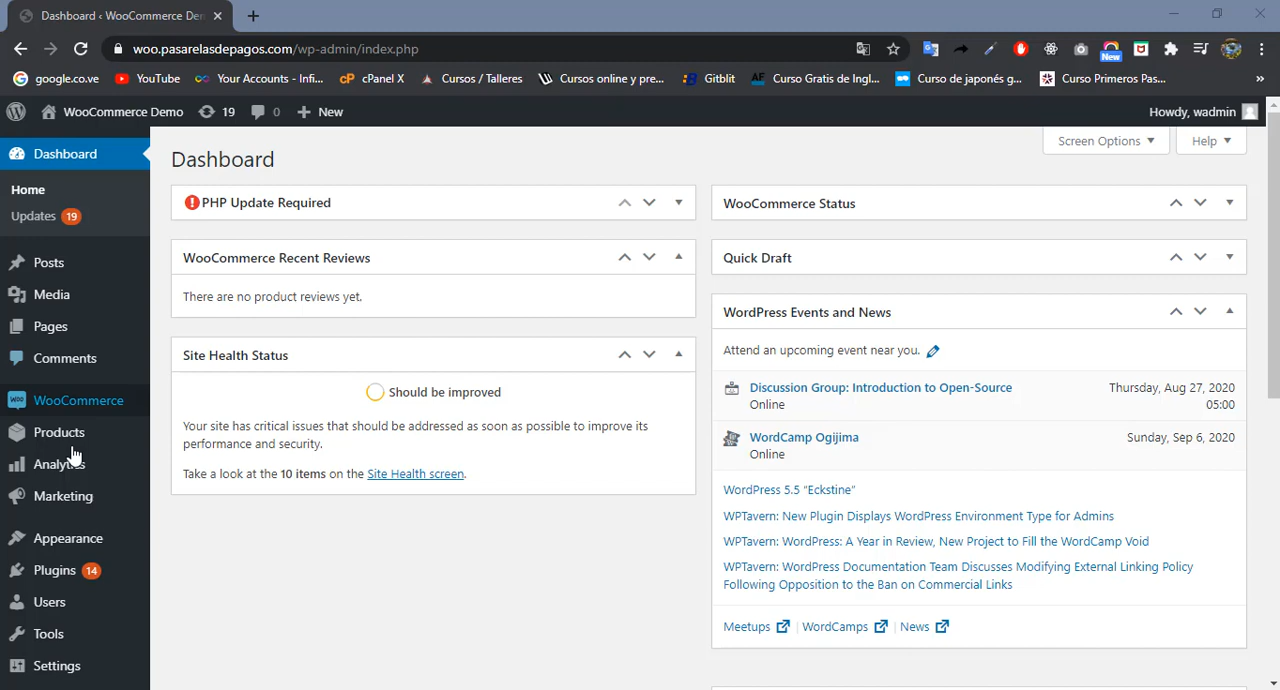 Dashboard ‹ WooCommerce Der
woo.pasarelasdepagos.com/wp-admin/index.php
New
google.co.ve
YouTube
Your Accounts - Infi...
cP cPanel X
Cursos / Talleres
Cursos online y pre...
Gitblit
AF Curso Gratis de Ingl...
Curso de japonés g...
Curso Primeros Pas...
»
WooCommerce Demo
19
0
New
Howdy, wadmin
Dashboard
Home
Updates 19
Posts
Media
Pages
Comments
WooCommerce
Products
Analytics
Marketing
Appearance
Plugins 14
Users
Tools
Settings
Screen Options
Help
Dashboard
PHP Update Required
WooCommerce Recent Reviews
There are no product reviews yet.
Site Health Status
Should be improved
Your site has critical issues that should be addressed as soon as possible to improve its
performance and security.
Take a look at the 10 items on the Site Health screen.
WooCommerce Status
Quick Draft
WordPress Events and News
Attend an upcoming event near you.
Discussion Group: Introduction to Open-Source
Thursday, Aug 27, 2020
Online
05:00
WordCamp Ogijima
Sunday, Sep 6, 2020
Online
WordPress 5.5 “Eckstine”
WPTavern: New Plugin Displays WordPress Environment Type for Admins
WPTavern: WordPress: A Year in Review, New Project to Fill the WordCamp Void
WPTavern: WordPress Documentation Team Discusses Modifying External Linking Policy
Following Opposition to the Ban on Commercial Links
Meetups | WordCamps | News